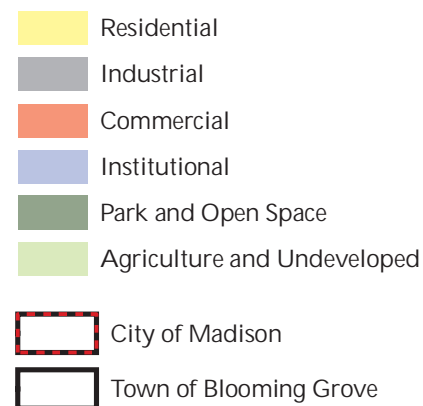 Residential
Industrial
Commercial
Institutional
Park and Open Space
Agriculture and Undeveloped
City of Madison
Town of Blooming Grove